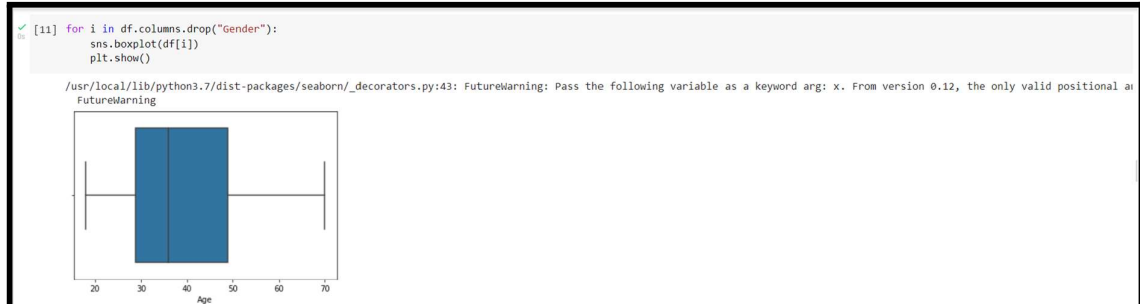 0s [11] for i in df.columns.drop("Gender"):
sns.boxplot(df[i])
plt.show()
/usr/local/lib/python3.7/dist-packages/seaborn/_decorators.py:43: FutureWarning: Pass the following variable as a keyword arg: x. From version 0.12, the only valid positional
FutureWarning
20 30 40 50 60 70
Age